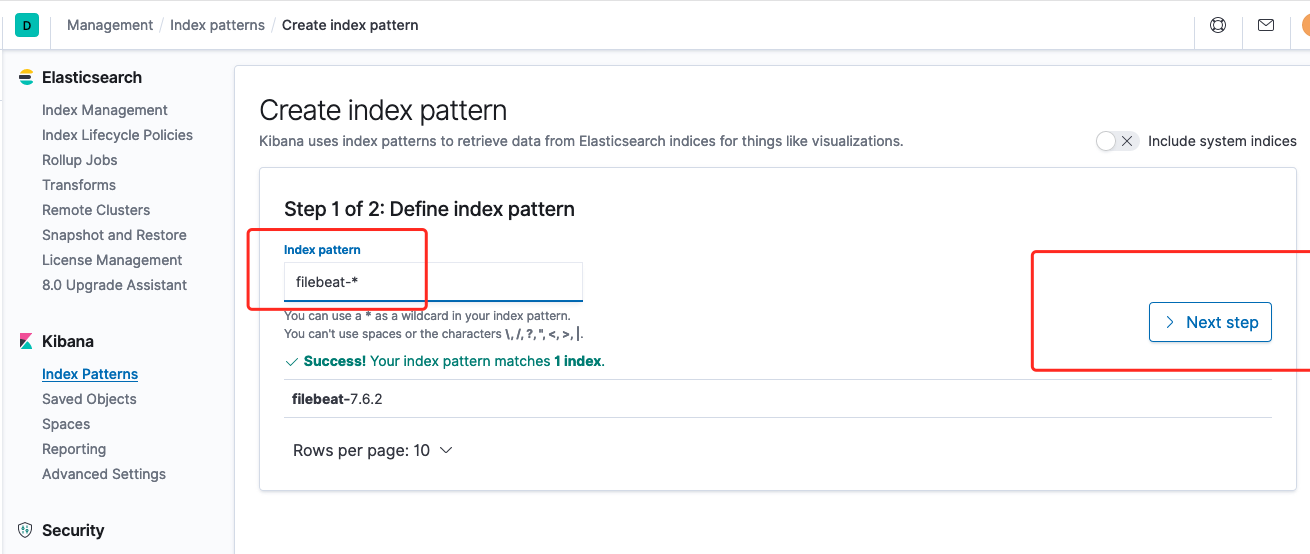 D Management / Index patterns / Create index pattern
Elasticsearch
Index Management
Index Lifecycle Policies
Rollup Jobs
Transforms
Remote Clusters
Snapshot and Restore
License Management
8.0 Upgrade Assistant
Kibana
Index Patterns
Saved Objects
Spaces
Reporting
Advanced Settings
Security
Create index pattern
Kibana uses index patterns to retrieve data from Elasticsearch indices for things like visualizations.
Include system indices
Step 1 of 2: Define index pattern
Index pattern
filebeat-*
You can use a * as a wildcard in your index pattern.
You can't use spaces or the characters \, /, ?, ", <, >, |.
Next step
Success! Your index pattern matches 1 index.
filebeat-7.6.2
Rows per page: 10